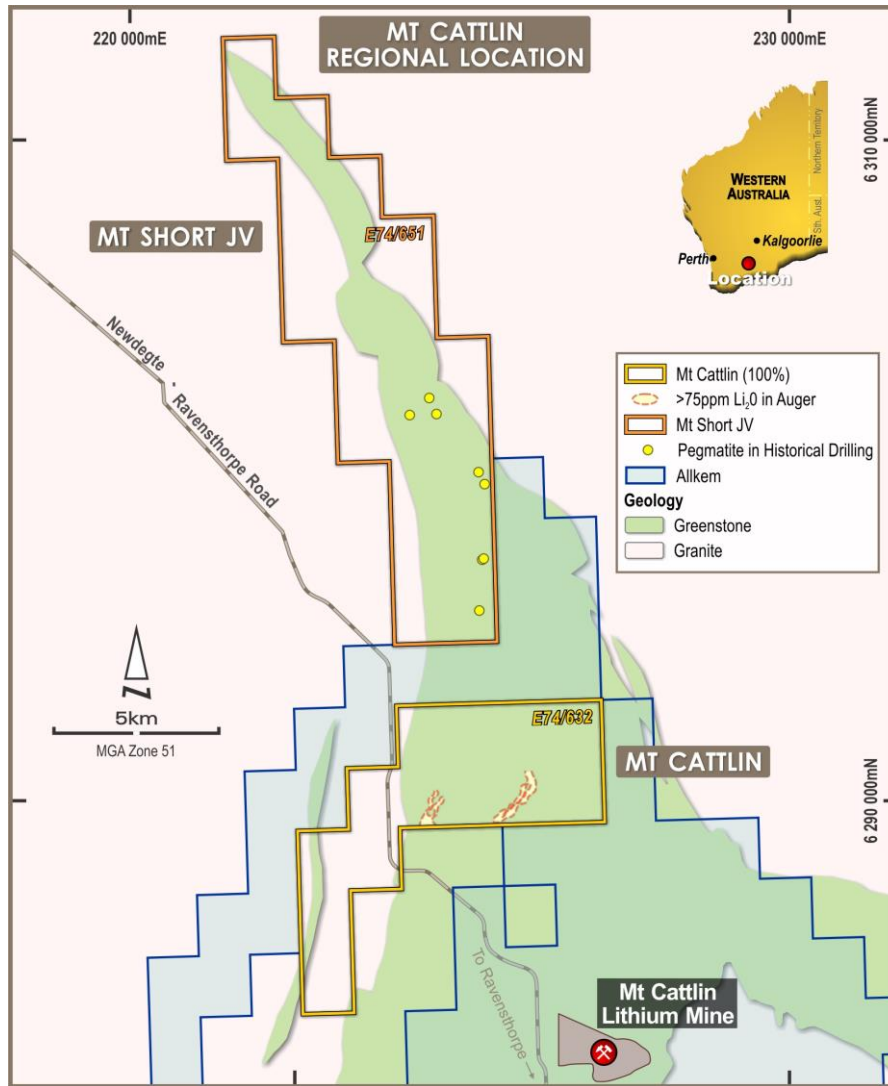 220 000mE
MT CATTLIN
REGIONAL LOCATION
230 000mE
6 310 000mN
WESTERN
AUSTRALIA
Northern Territory
Sth. Aust.
Kalgoorlie
Perth
Location
MT SHORT JV
E74/651
Newdegte - Ravensthorpe Road
Mt Cattlin (100%)
>75ppm Li₂0 in Auger
Mt Short JV
Pegmatite in Historical Drilling
Allkem
Geology
Greenstone
Granite
N
5km
MGA Zone 51
E74/632
MT CATTLIN
6 290 000mN
To Ravensthorpe
Mt Cattlin
Lithium Mine